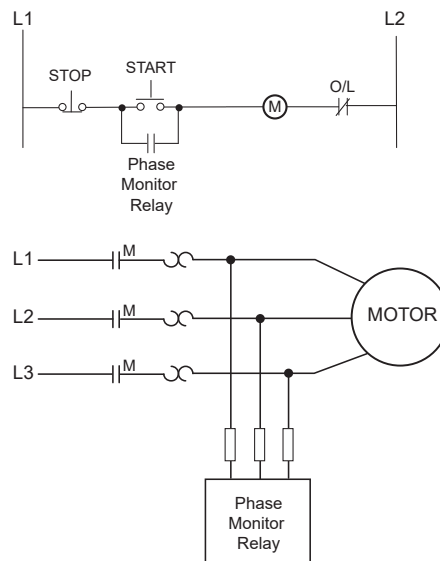 L1 L2
STOP START
M O/L
Phase
Monitor
Relay
L1 M
L2 M MOTOR
L3 M
Phase
Monitor
Relay